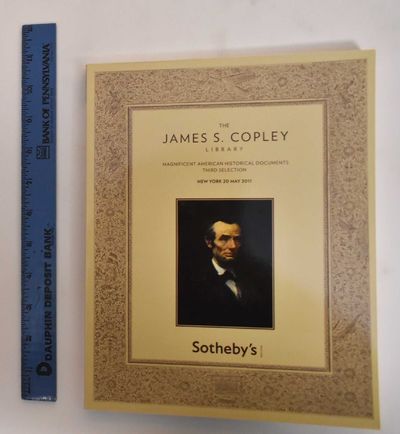 THE
JAMES S. COPLEY
LIBRARY
MAGNIFICENT AMERICAN HISTORICAL DOCUMENTS:
THIRD SELECTION
NEW YORK 20 MAY 2011
Sotheby's
BANK OF PENNSYLVANIA
DAUPHIN DEPOSIT BANK